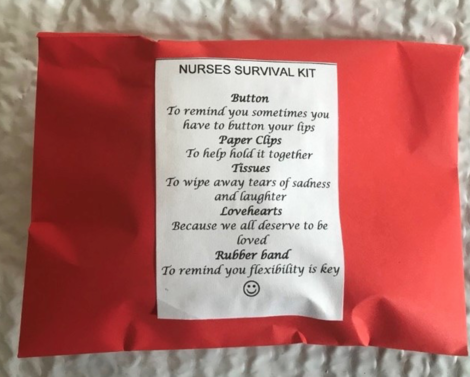 NURSES SURVIVAL KIT
Button
To remind you sometimes you
have to button your lips
Paper Clips
To help hold it together
Tissues
To wipe away tears of sadness
and laughter
Lovehearts
Because we all deserve to be
loved
Rubber band
To remind you flexibility is key